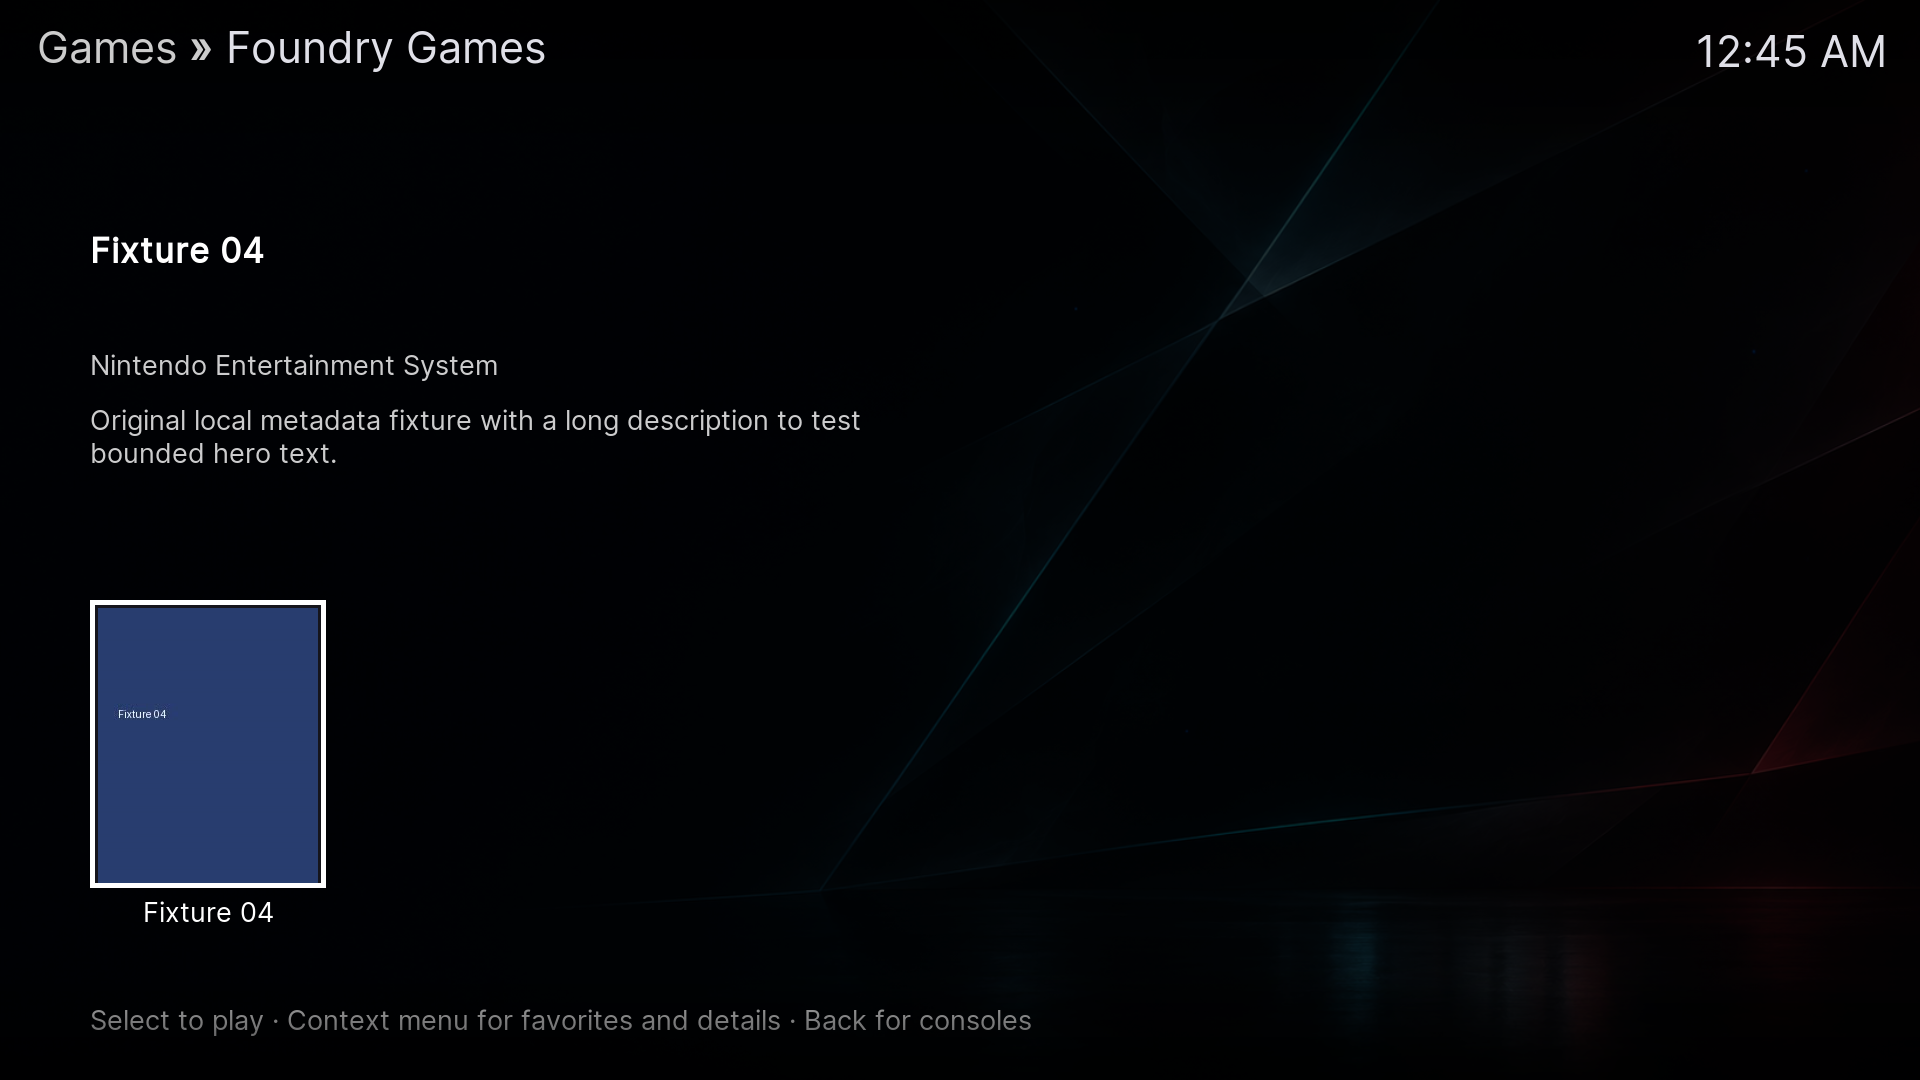 Games » Foundry Games
12:45 AM
Fixture 04
Nintendo Entertainment System
Original local metadata fixture with a long description to test
bounded hero text.
Fixture 04
Fixture 04
Select to play · Context menu for favorites and details · Back for consoles